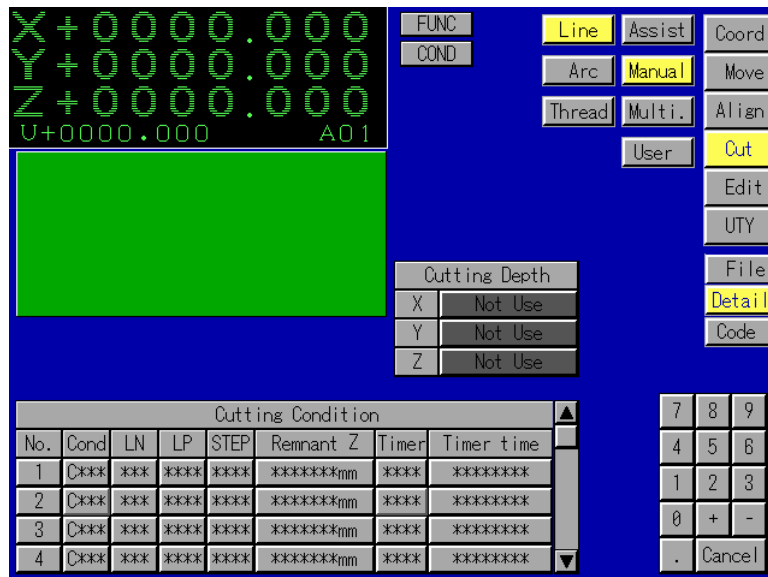 X+0000.000
Y+0000.000
Z+0000.000
U+0000.000 A01
FUNC
COND
Line Assist Coord
Arc Manual Move
Thread Multi. Align
User Cut
Edit
UTY
File
Detail
Code
Cutting Depth
X Not Use
Y Not Use
Z Not Use
Cutting Condition
No. Cond LN LP STEP Remnant Z Timer Timer time
1 C*** *** **** **** *******mm **** ********
2 C*** *** **** **** *******mm **** ********
3 C*** *** **** **** *******mm **** ********
4 C*** *** **** **** *******mm **** ********
7 8 9
4 5 6
1 2 3
0 + -
. Cancel